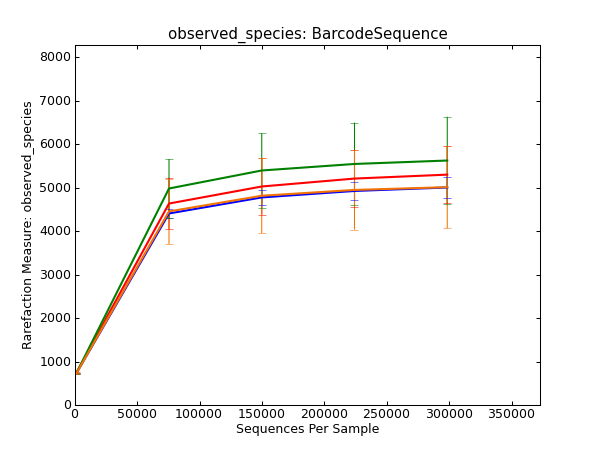 observed_species: BarcodeSequence
8000
7000
6000
5000
4000
3000
2000
1000
0
Rarefaction Measure: observed_species
0 50000 100000 150000 200000 250000 300000 350000
Sequences Per Sample